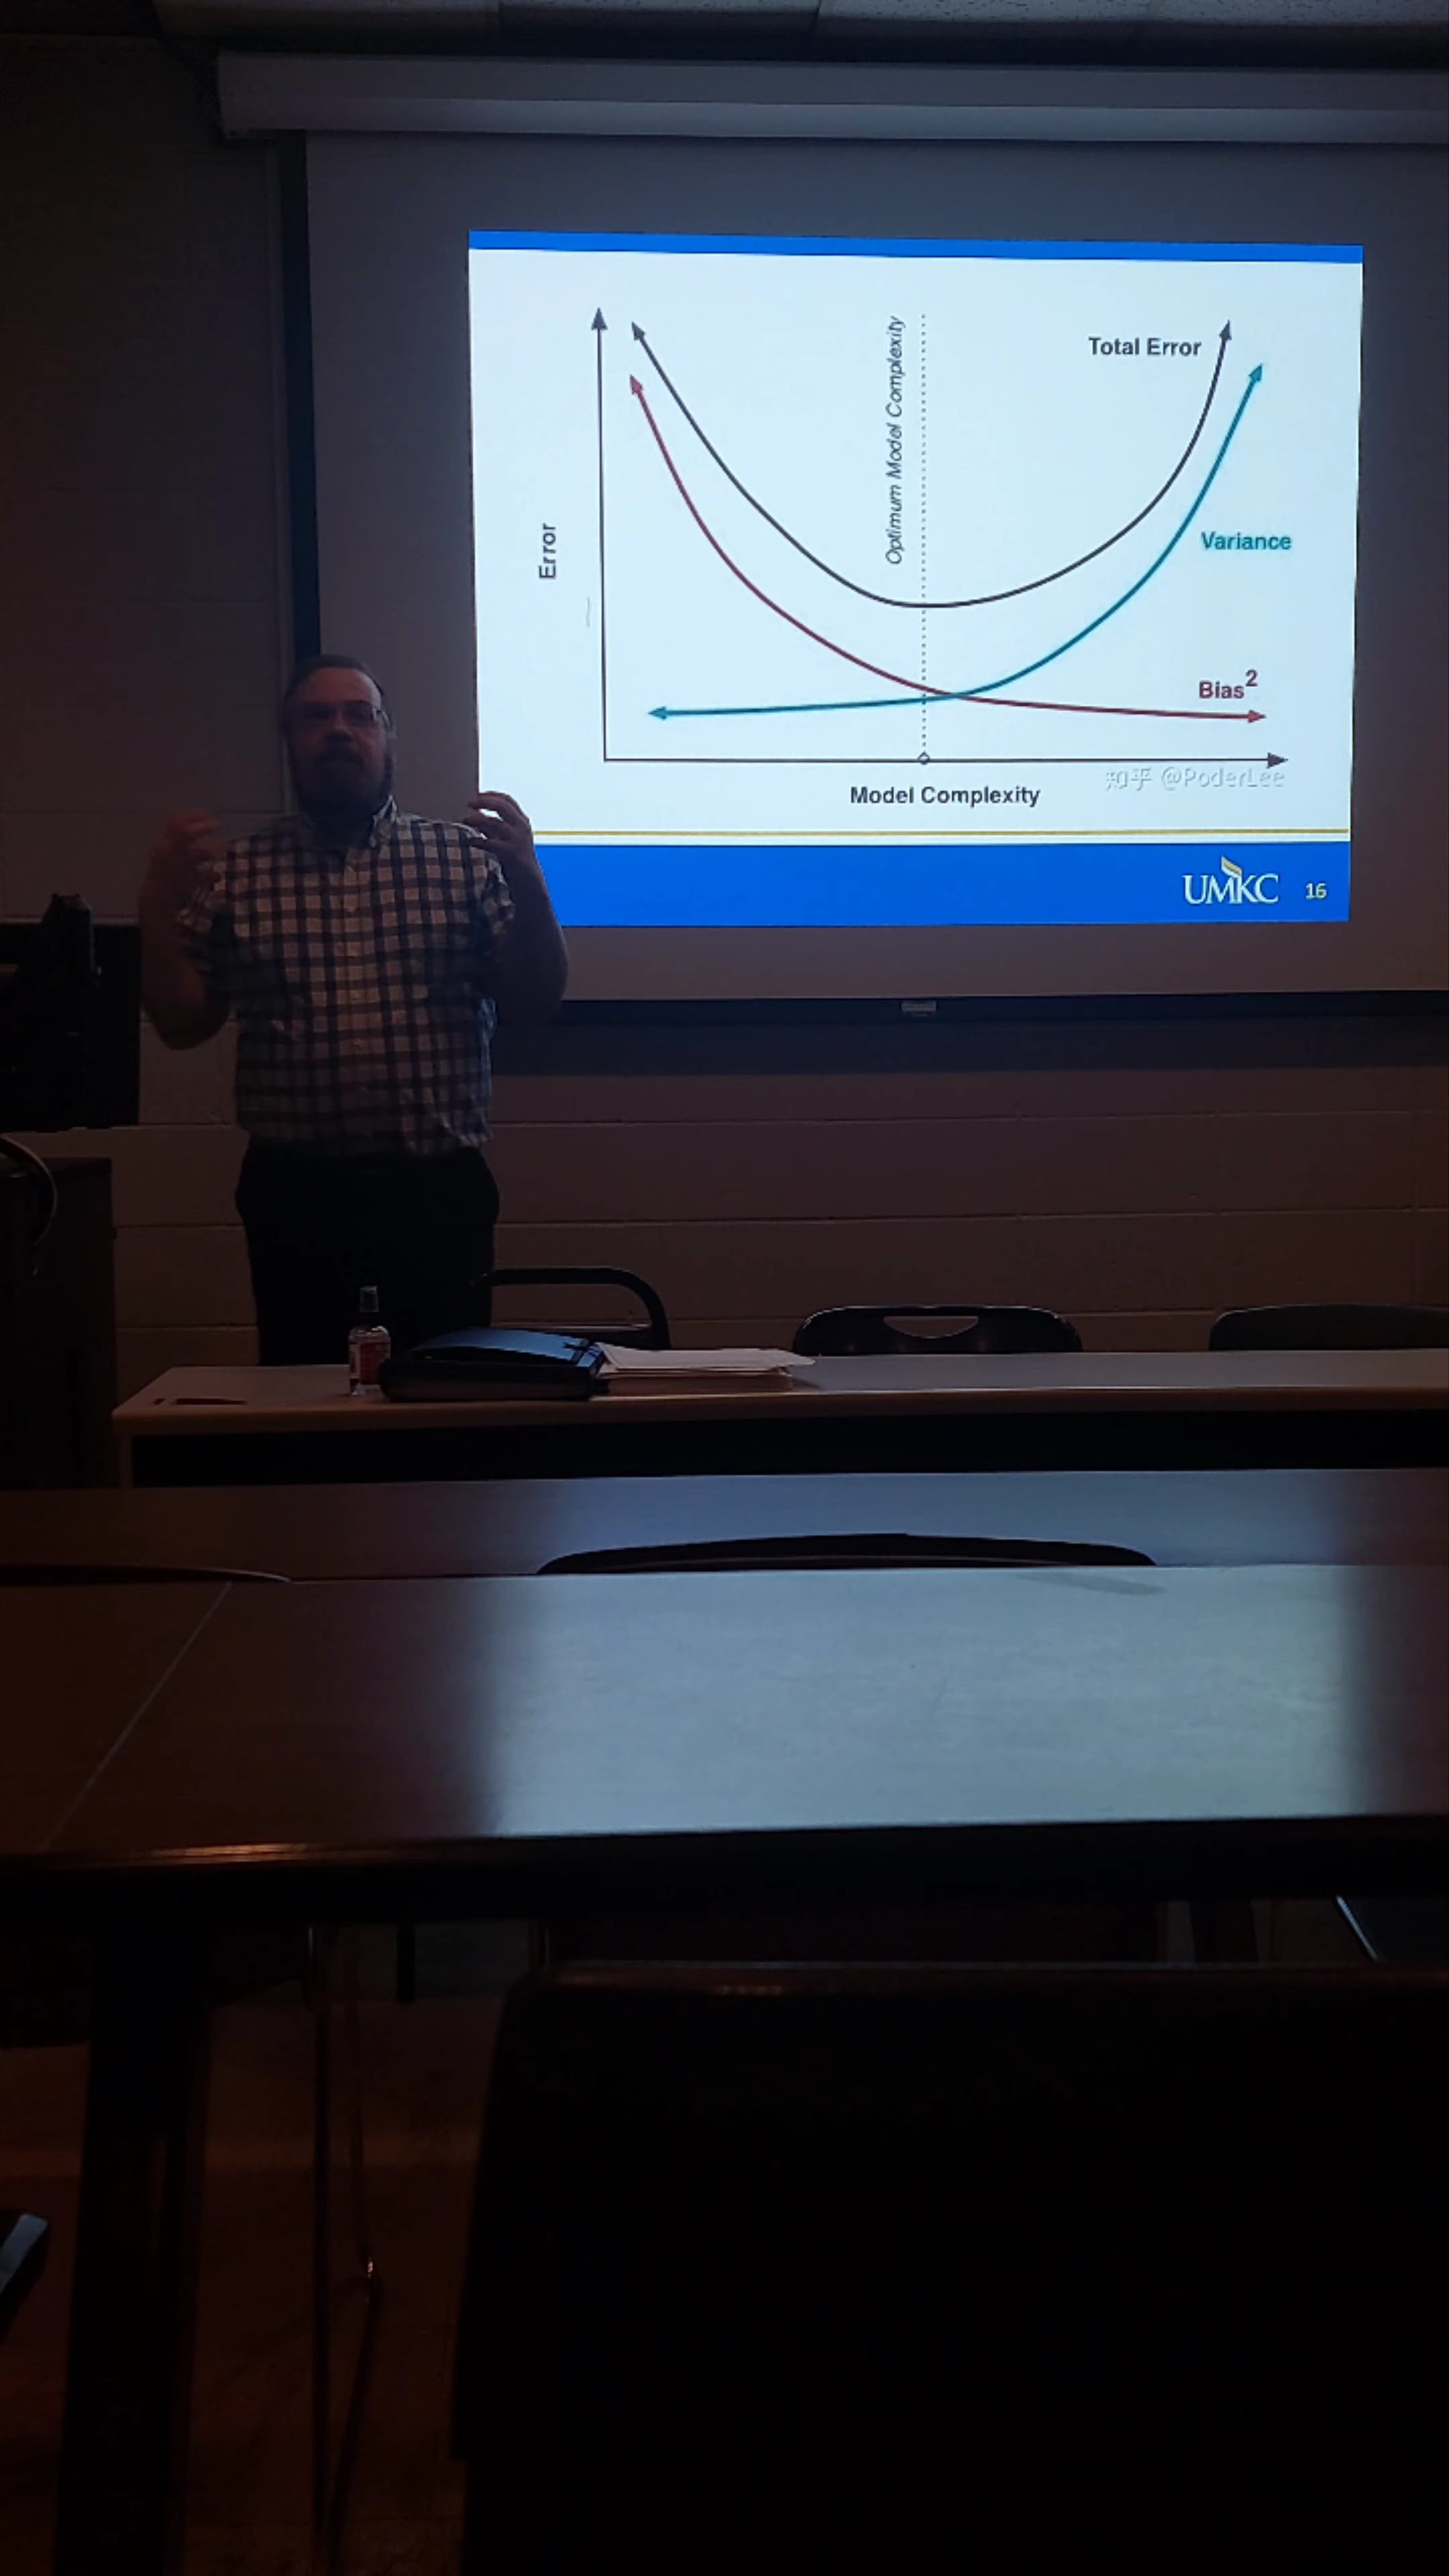 Optimum Model Complexity
Total Error
Error
Variance
Bias²
知乎 @PoderLee
Model Complexity
UMKC 16